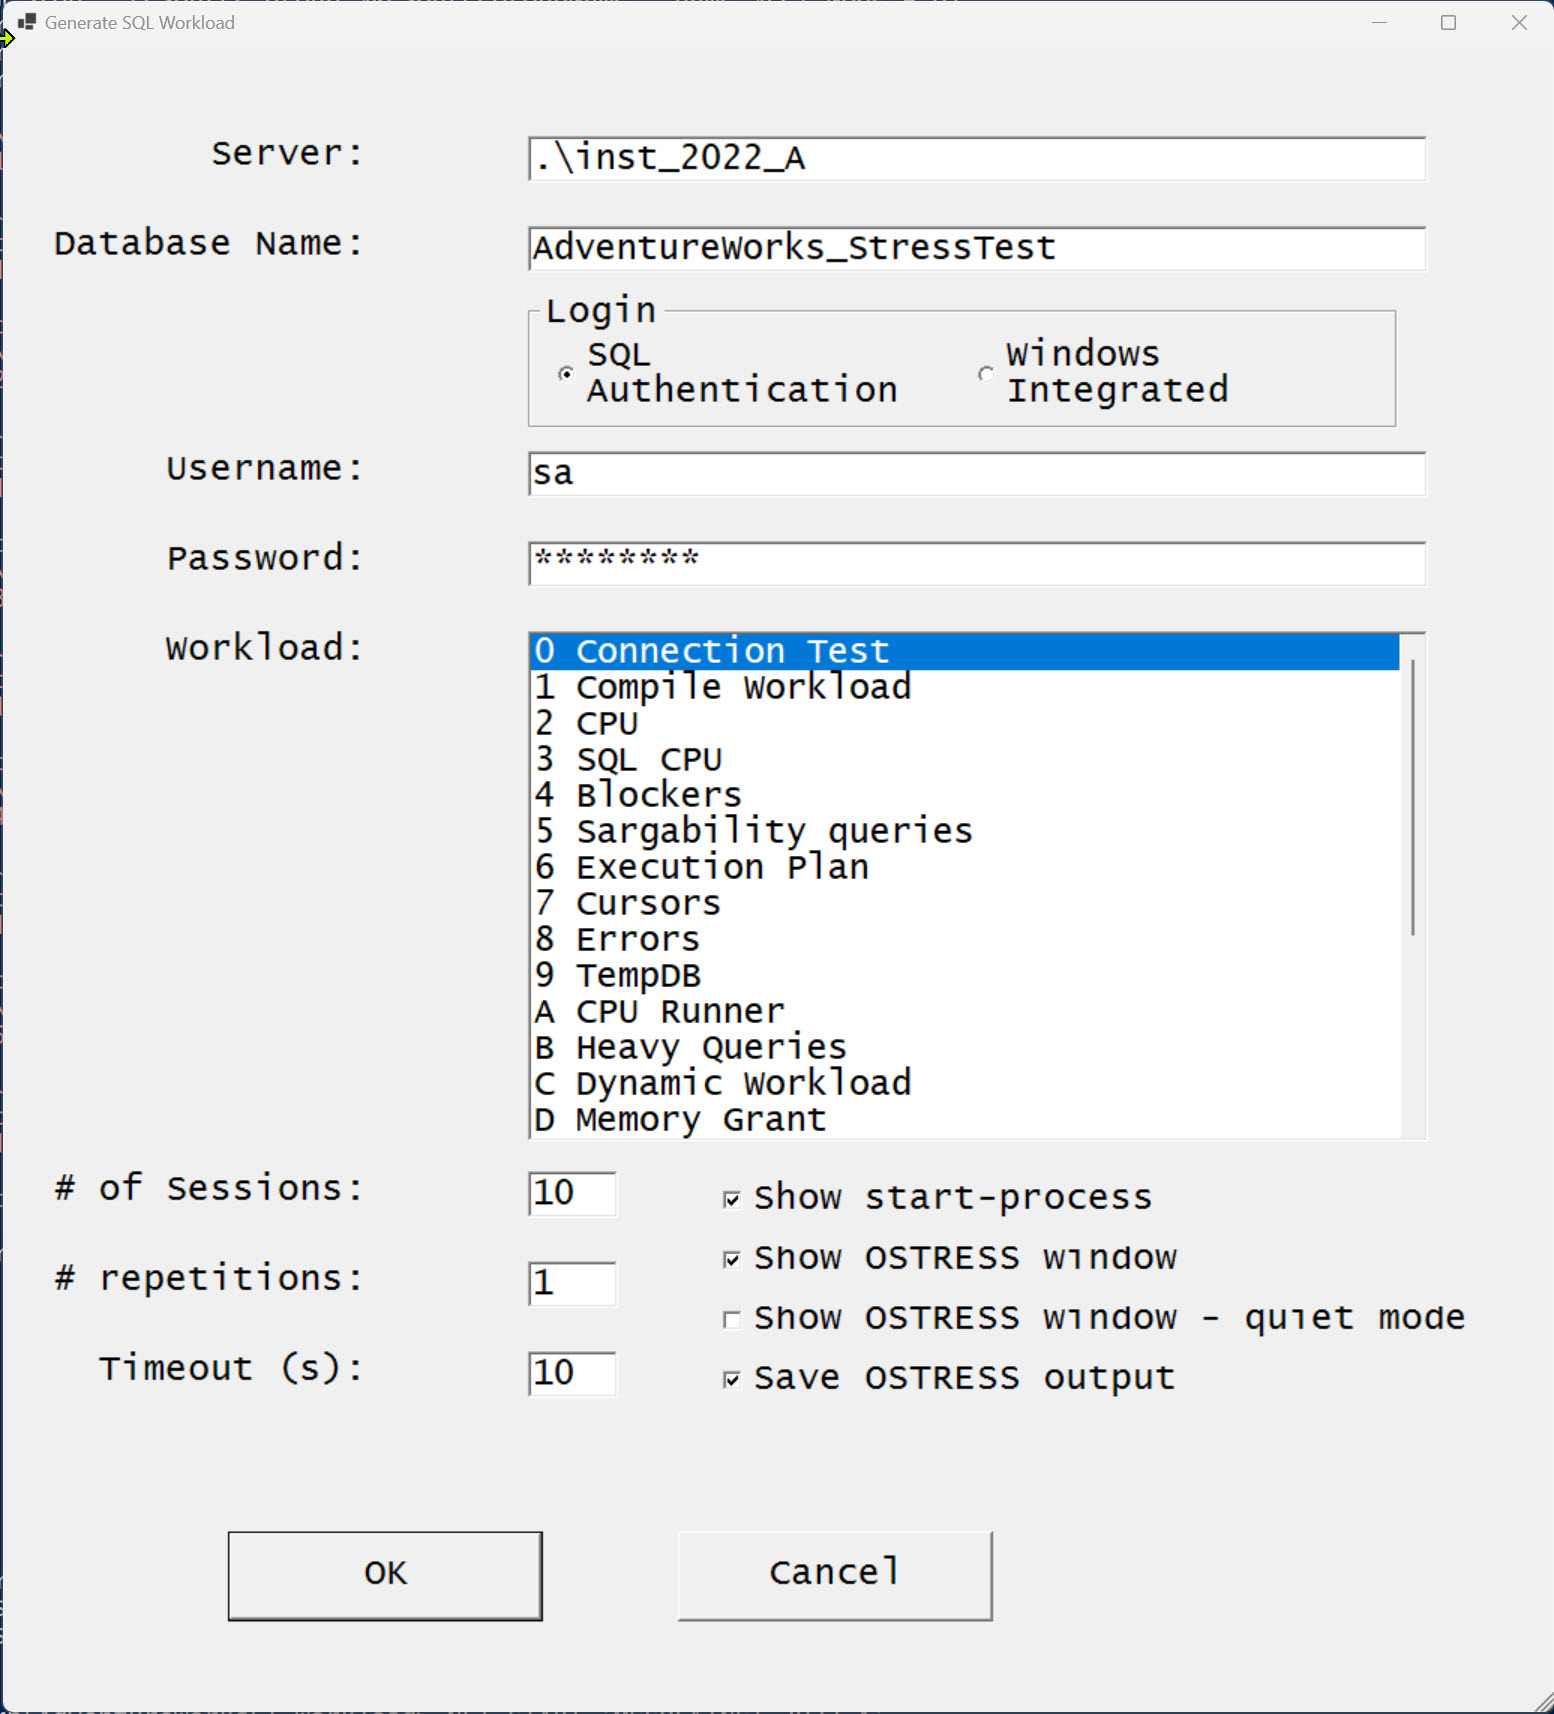 Generate SQL Workload
Server:
.\inst_2022_A
Database Name:
AdventureWorks_StressTest
Login
SQL
Authentication
Windows
Integrated
Username:
sa
Password:
********
Workload:
0 Connection Test
1 Compile Workload
2 CPU
3 SQL CPU
4 Blockers
5 Sargability queries
6 Execution Plan
7 Cursors
8 Errors
9 TempDB
A CPU Runner
B Heavy Queries
C Dynamic Workload
D Memory Grant
# of Sessions:
10
Show start-process
# repetitions:
1
Show OSTRESS window
Show OSTRESS window - quiet mode
Timeout (s):
10
Save OSTRESS output
OK
Cancel